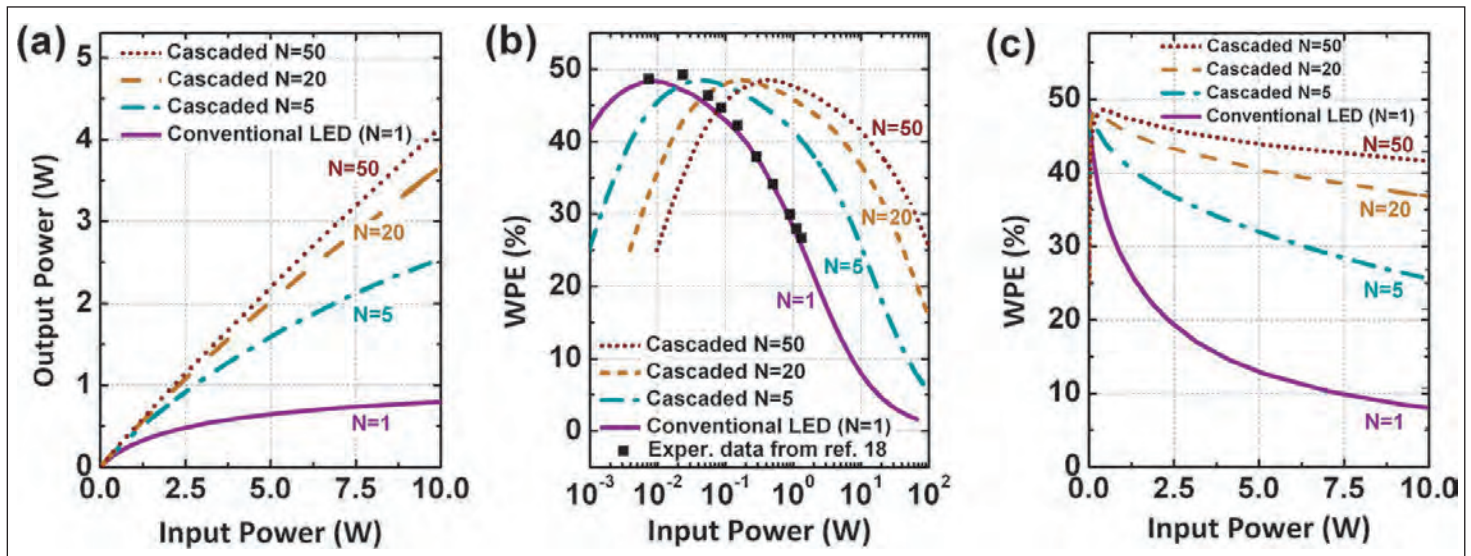 (a)
Cascaded N=50
Cascaded N=20
Cascaded N=5
Conventional LED (N=1)
N=50
N=20
N=5
N=1
5
4
3
2
1
0
0.0
2.5
5.0
7.5
10.0
Output Power (W)
Input Power (W)
(b)
N=50
N=20
N=5
N=1
Cascaded N=50
Cascaded N=20
Cascaded N=5
Conventional LED (N=1)
Exper. data from ref. 18
50
40
30
20
10
0
10⁻³
10⁻²
10⁻¹
10⁰
10¹
10²
WPE (%)
Input Power (W)
(c)
Cascaded N=50
Cascaded N=20
Cascaded N=5
Conventional LED (N=1)
N=50
N=20
N=5
N=1
50
40
30
20
10
0
0.0
2.5
5.0
7.5
10.0
WPE (%)
Input Power (W)